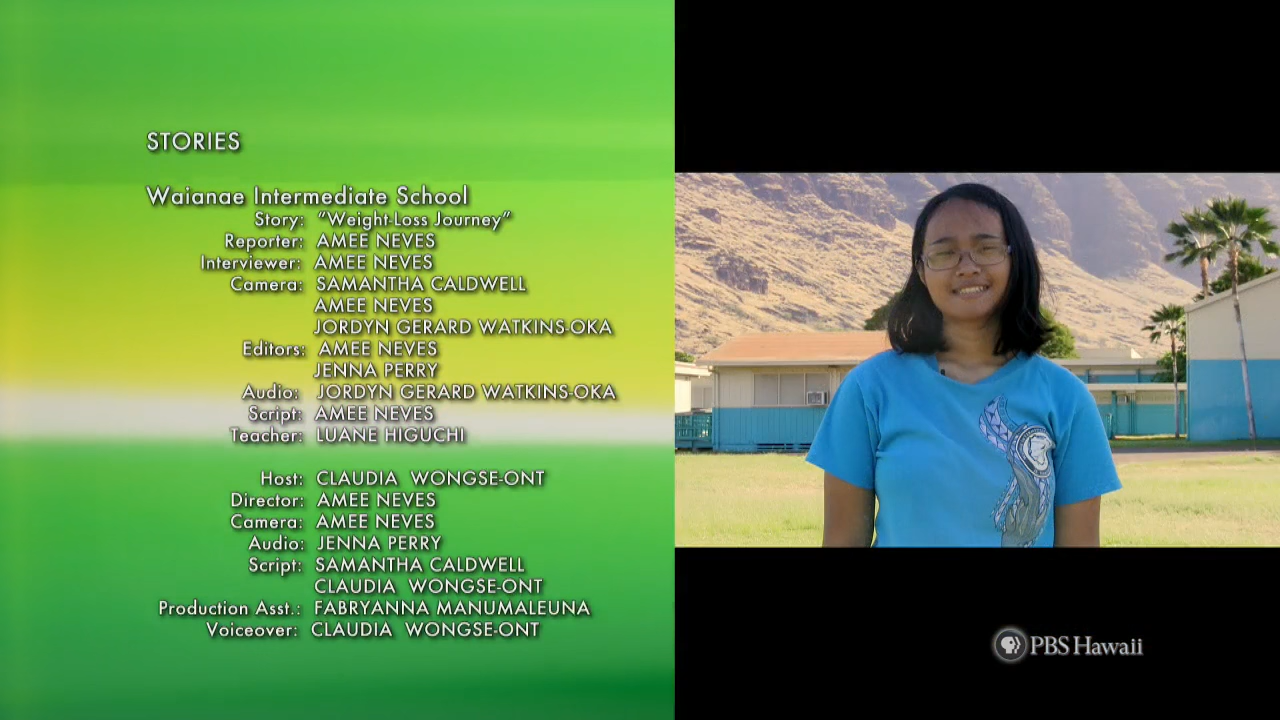 STORIES
Waianae Intermediate School
Story: “Weight-Loss Journey”
Reporter: AMEE NEVES
Interviewer: AMEE NEVES
Camera: SAMANTHA CALDWELL
AMEE NEVES
JORDYN GERARD WATKINS-OKA
Editors: AMEE NEVES
JENNA PERRY
Audio: JORDYN GERARD WATKINS-OKA
Script: AMEE NEVES
Teacher: LUANE HIGUCHI
Host: CLAUDIA WONGSE-ONT
Director: AMEE NEVES
Camera: AMEE NEVES
Audio: JENNA PERRY
Script: SAMANTHA CALDWELL
CLAUDIA WONGSE-ONT
Production Asst.: FABRYANNA MANUMALEUNA
Voiceover: CLAUDIA WONGSE-ONT
PBS Hawaii